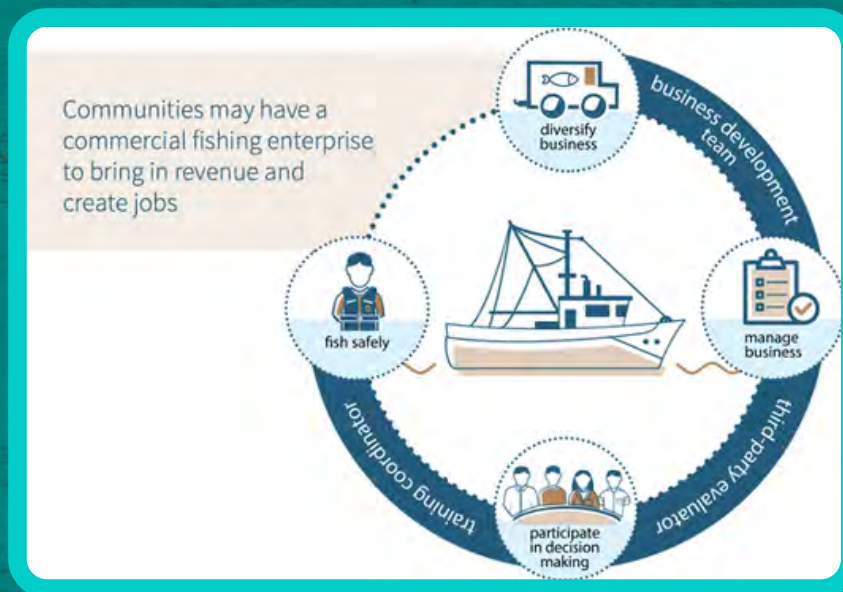 Communities may have a
commercial fishing enterprise
to bring in revenue and
create jobs
diversify
business
business development
team
manage
business
third-party evaluator
participate
in decision
making
training coordinator
fish safely